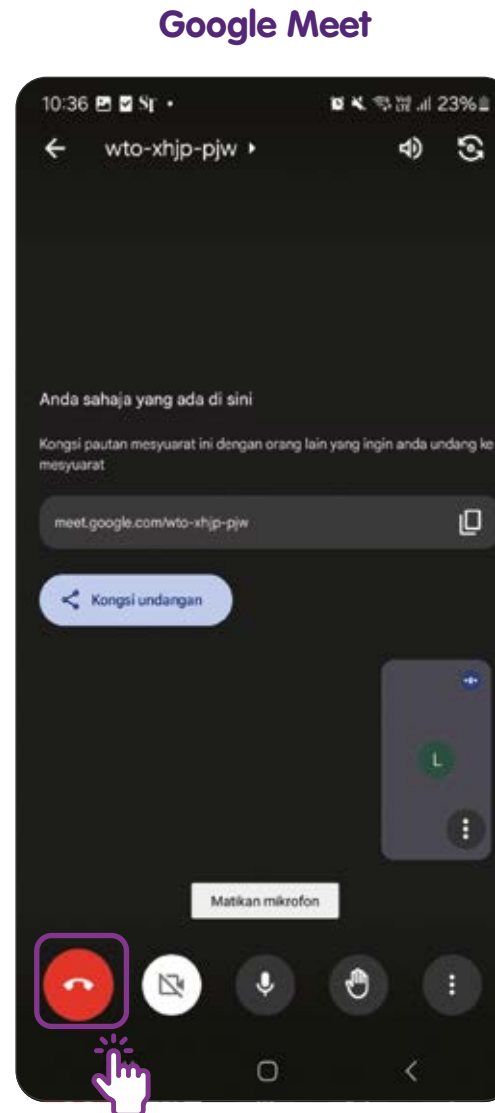 Google Meet
10:36
23%
wto-xhjp-pjw
Anda sahaja yang ada di sini
Kongsi pautan mesyuarat ini dengan orang lain yang ingin anda undang ke
mesyuarat
meet.google.com/wto-xhjp-pjw
Kongsi undangan
L
Matikan mikrofon